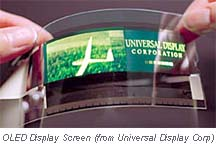 UNIVERSAL DISPLAY
CORPORATION
OLED Display Screen (from Universal Display Corp)